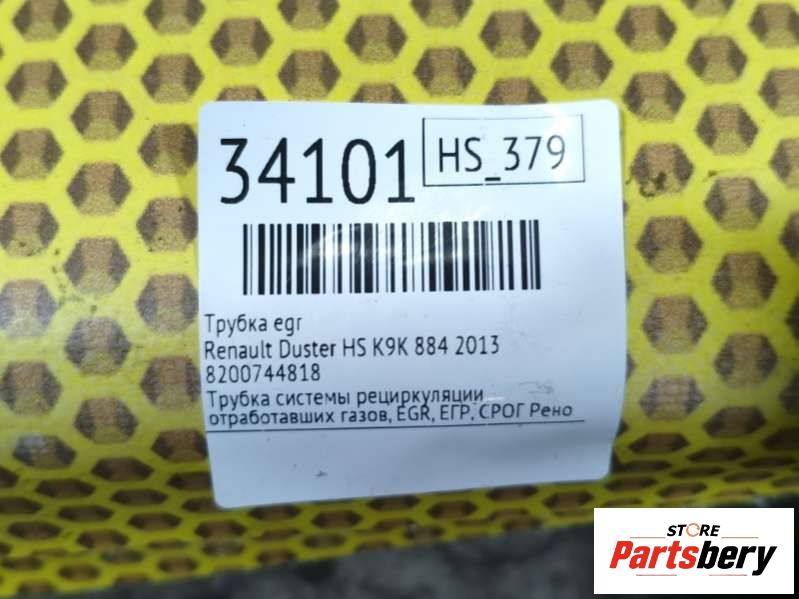 34101
HS_379
Трубка egr
Renault Duster HS K9K 884 2013
8200744818
Трубка системы рециркуляции
отработавших газов, EGR, ЕГР, СРОГ Рено
STORE
Partsbery